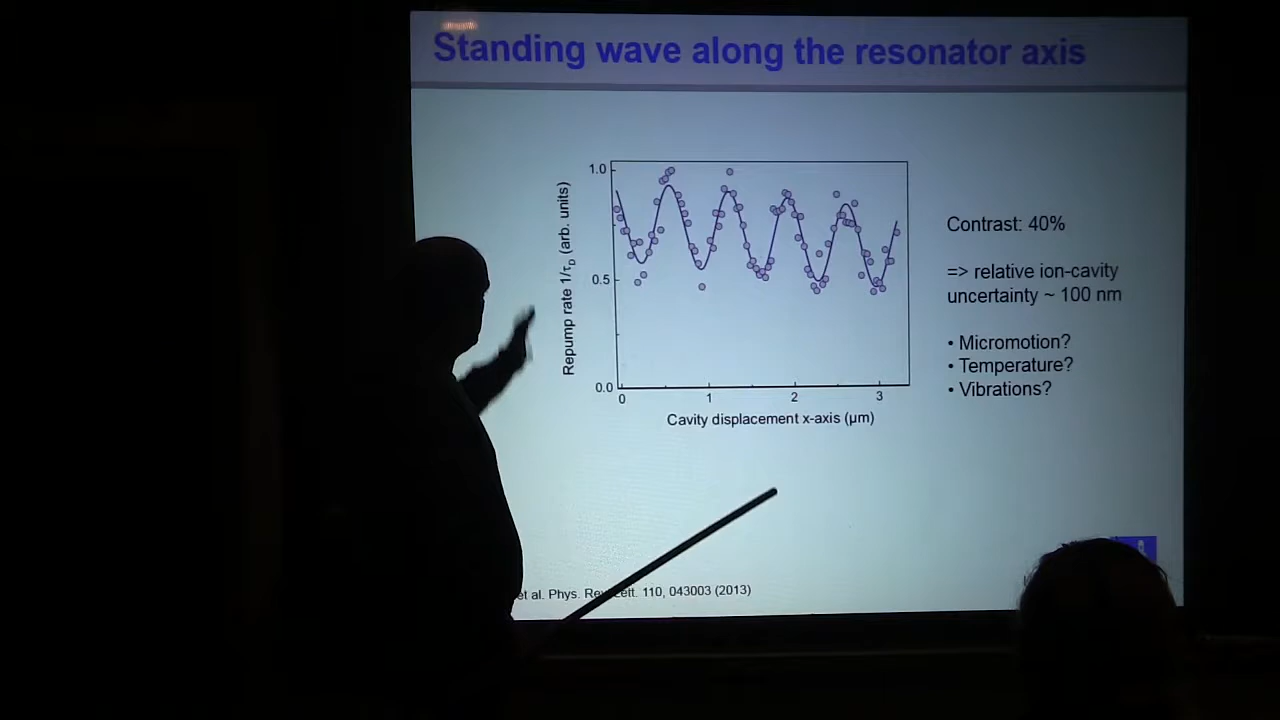 Standing wave along the resonator axis
Repump rate 1/τD (arb. units)
1.0
0.5
0.0
0
1
2
3
Cavity displacement x-axis (µm)
Contrast: 40%
=> relative ion-cavity
uncertainty ~ 100 nm
• Micromotion?
• Temperature?
• Vibrations?
et al. Phys. Rev. Lett. 110, 043003 (2013)